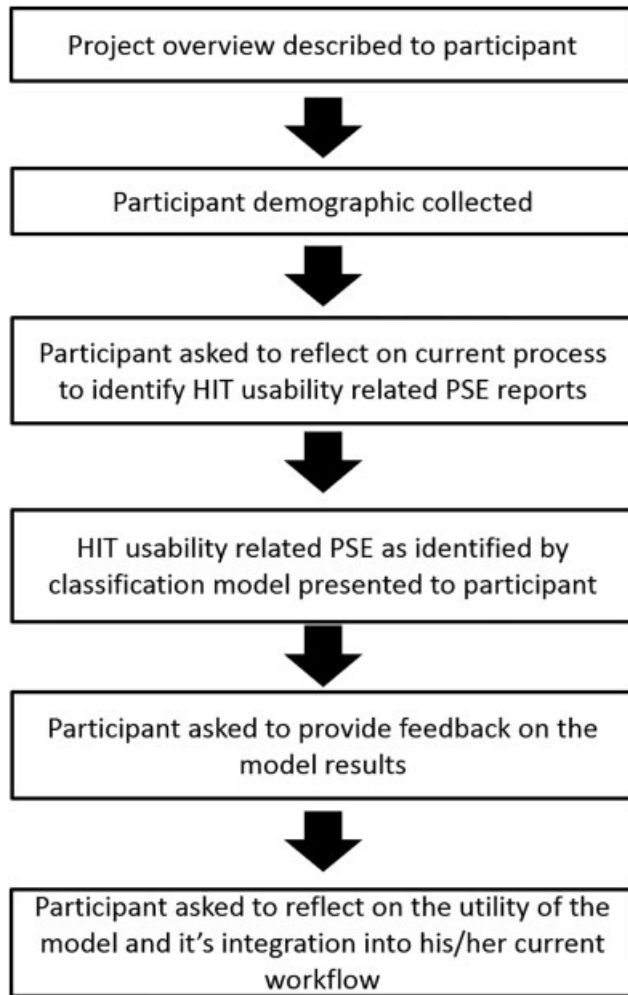 Project overview described to participant
Participant demographic collected
Participant asked to reflect on current process
to identify HIT usability related PSE reports
HIT usability related PSE as identified by
classification model presented to participant
Participant asked to provide feedback on the
model results
Participant asked to reflect on the utility of the
model and it's integration into his/her current
workflow